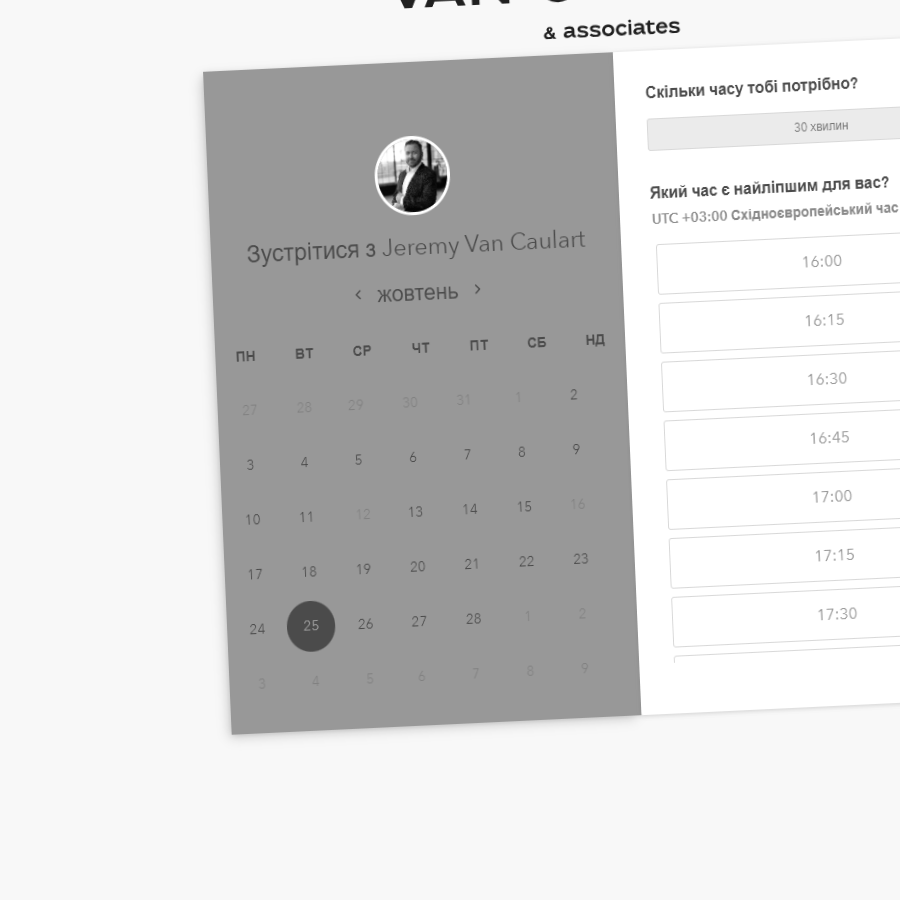 & associates
Зустрітися з Jeremy Van Caulart
‹ жовтень ›
ПН ВТ СР ЧТ ПТ СБ НД
27 28 29 30 31 1 2
3 4 5 6 7 8 9
10 11 12 13 14 15 16
17 18 19 20 21 22 23
24 25 26 27 28 1 2
3 4 5 6 7 8 9
Скільки часу тобі потрібно?
30 хвилин
Який час є найліпшим для вас?
UTC +03:00 Східноєвропейський час
16:00
16:15
16:30
16:45
17:00
17:15
17:30